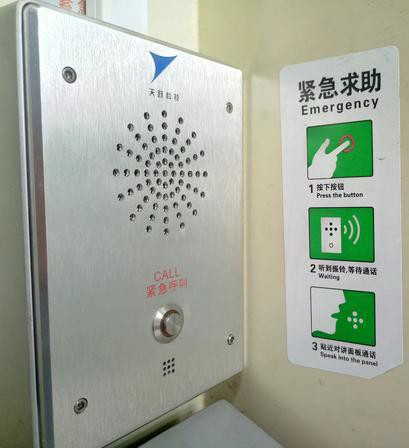 紧急
天 科技
CALL
紧急呼叫
紧急求助
Emergency
1 按下按钮
Press the button
2 听到振铃,等待通话
Waiting
3 贴近对讲面板通话
Speak into the panel